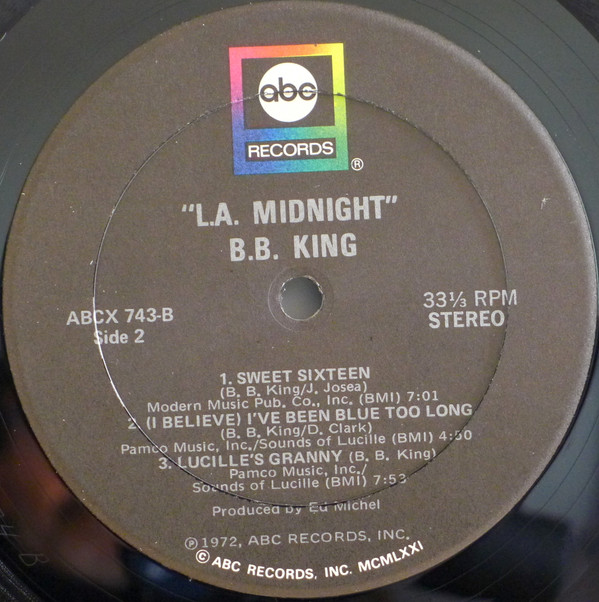 abc
RECORDS
®
"L.A. MIDNIGHT"
B.B. KING
ABCX 743-B
Side 2
33⅓ RPM
STEREO
1. SWEET SIXTEEN
(B. B. King/J. Josea)
Modern Music Pub. Co., Inc. (BMI) 7:01
2. (I BELIEVE) I'VE BEEN BLUE TOO LONG
(B. B. King/D. Clark)
Pamco Music, Inc./Sounds of Lucille (BMI) 4:50
3. LUCILLE'S GRANNY (B. B. King)
Pamco Music, Inc./
Sounds of Lucille (BMI) 7:53
Produced by Ed Michel
℗ 1972, ABC RECORDS, INC.
© ABC RECORDS, INC. MCMLXXI